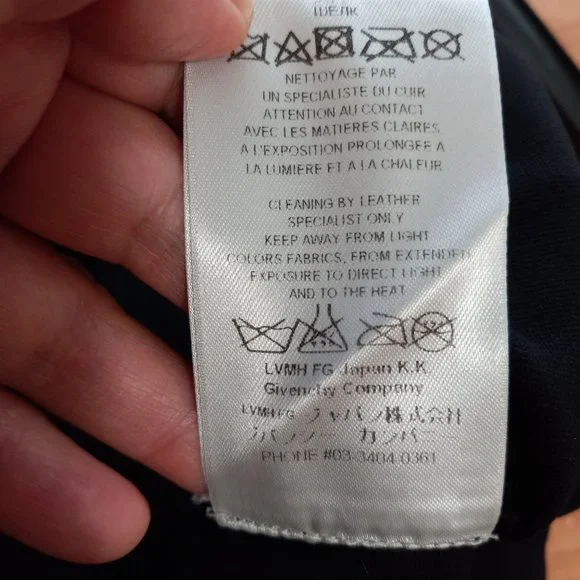 NETTOYAGE PAR
UN SPECIALISTE DU CUIR
ATTENTION AU CONTACT
AVEC LES MATIERES CLAIRES
A L'EXPOSITION PROLONGEE A
LA LUMIERE ET A LA CHALEUR
CLEANING BY LEATHER
SPECIALIST ONLY
KEEP AWAY FROM LIGHT
COLORS FABRICS, FROM EXTENDED
EXPOSURE TO DIRECT LIGHT
AND TO THE HEAT
LVMH FG Japan K.K.
Givenchy Company
LVMH FG ジャパン株式会社
ジバンシー カンパニー
PHONE #03-3404-0361